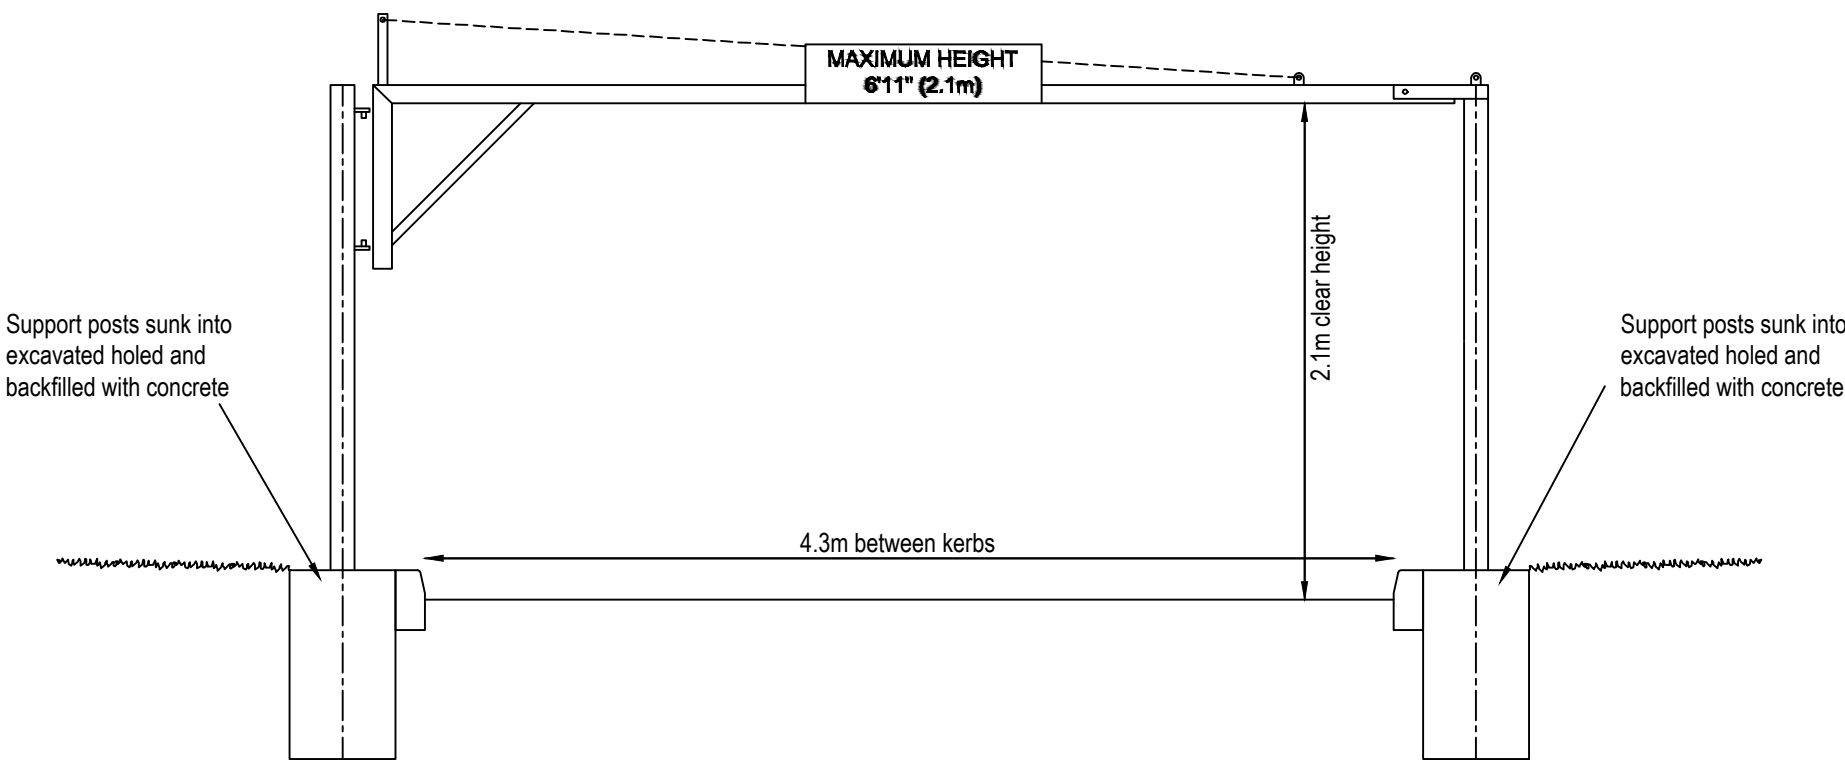 MAXIMUM HEIGHT
6'11" (2.1m)
2.1m clear height
Support posts sunk into
excavated holed and
backfilled with concrete
Support posts sunk into
excavated holed and
backfilled with concrete
4.3m between kerbs